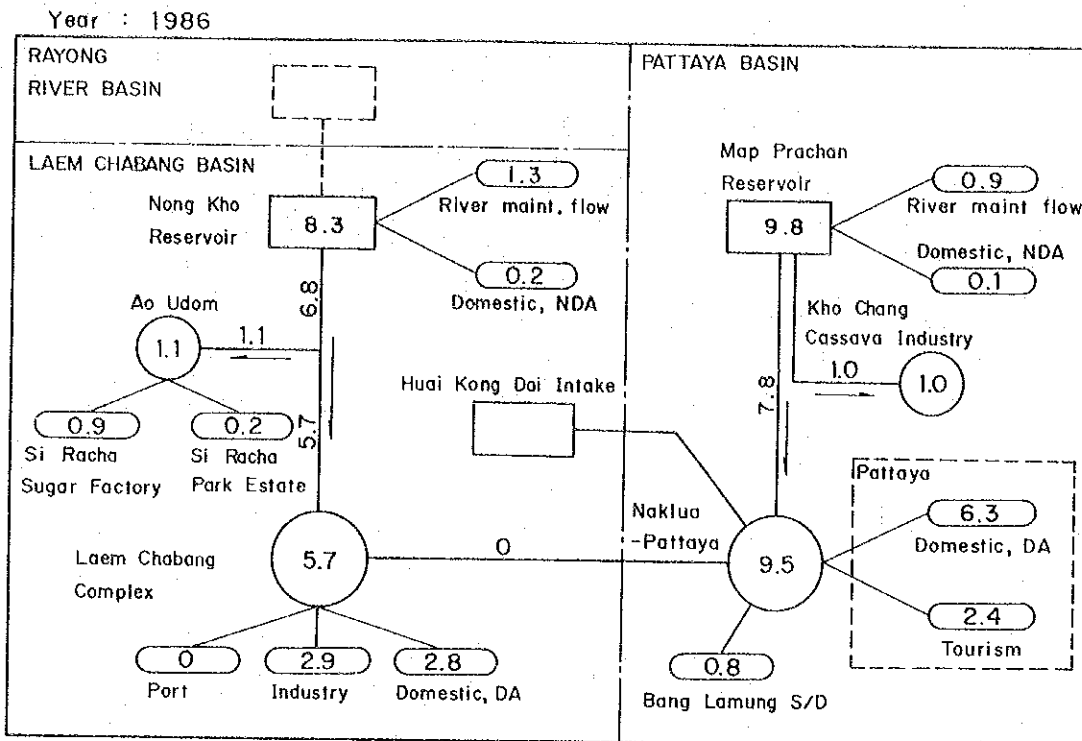 Year : 1986
RAYONG
RIVER BASIN
PATTAYA BASIN
LAEM CHABANG BASIN
Nong Kho
Reservoir
8.3
1.3
River maint. flow
0.2
Domestic, NDA
6.8
Ao Udom
1.1
1.1
0.9
Si Racha
Sugar Factory
0.2
Si Racha
Park Estate
5.7
Laem Chabang
Complex
5.7
0
0
Port
2.9
Industry
2.8
Domestic, DA
Huai Kong Dai Intake
Map Prachan
Reservoir
9.8
0.9
River maint flow
Domestic, NDA
0.1
Kho Chang
Cassava Industry
1.0
1.0
7.8
Naklua
-Pattaya
9.5
Pattaya
6.3
Domestic, DA
2.4
Tourism
0.8
Bang Lamung S/D